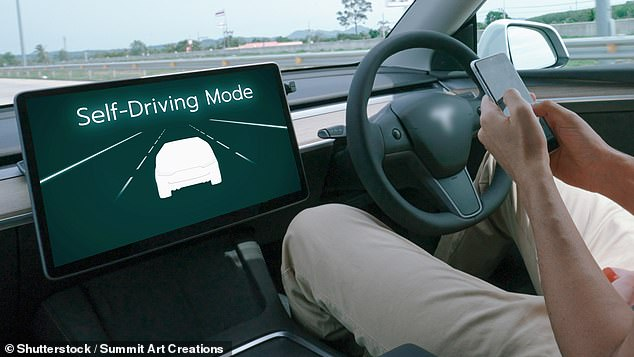 Self-Driving Mode
© Shutterstock / Summit Art Creations